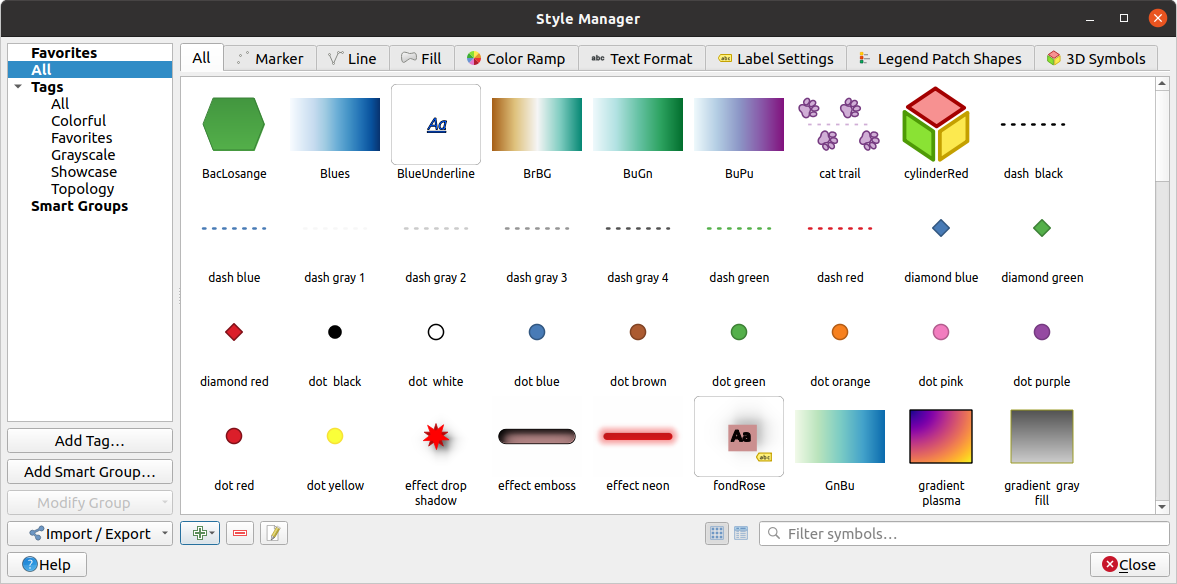 Style Manager
Favorites
All
Tags
All
Colorful
Favorites
Grayscale
Showcase
Topology
Smart Groups
Add Tag...
Add Smart Group...
Modify Group
Import / Export
Help
All
Marker
Line
Fill
Color Ramp
abc Text Format
abc Label Settings
Legend Patch Shapes
3D Symbols
Aa
BacLosange
Blues
BlueUnderline
BrBG
BuGn
BuPu
cat trail
cylinderRed
dash black
dash blue
dash gray 1
dash gray 2
dash gray 3
dash gray 4
dash green
dash red
diamond blue
diamond green
diamond red
dot black
dot white
dot blue
dot brown
dot green
dot orange
dot pink
dot purple
Aa
abc
dot red
dot yellow
effect drop
shadow
effect emboss
effect neon
fondRose
GnBu
gradient
plasma
gradient gray
fill
Filter symbols...
Close